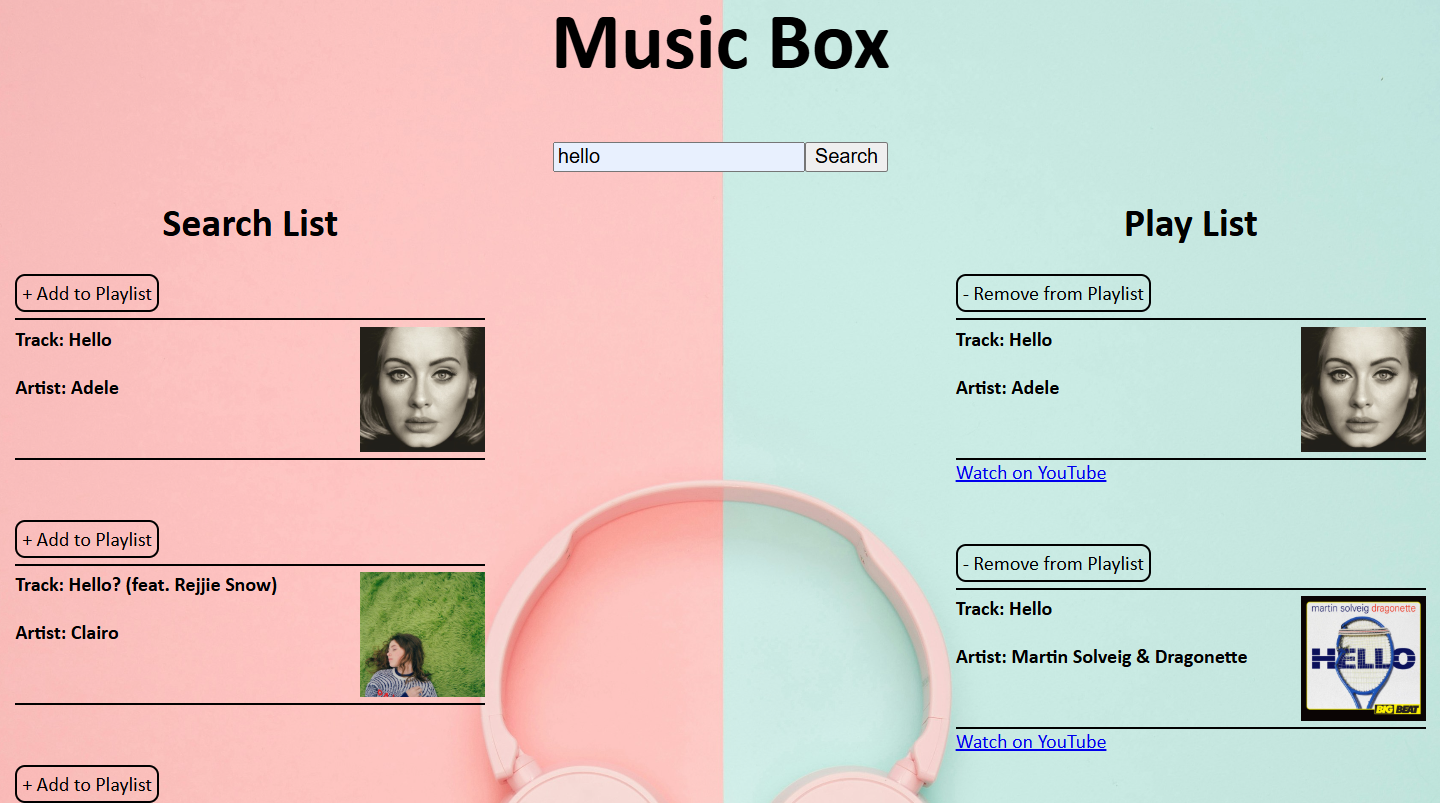 Music Box
hello
Search
Search List
+ Add to Playlist
Track: Hello
Artist: Adele
+ Add to Playlist
Track: Hello? (feat. Rejjie Snow)
Artist: Clairo
+ Add to Playlist
Play List
- Remove from Playlist
Track: Hello
Artist: Adele
Watch on YouTube
- Remove from Playlist
Track: Hello
Artist: Martin Solveig & Dragonette
martin solveig dragonette
HELLO
BIG BEAT
Watch on YouTube